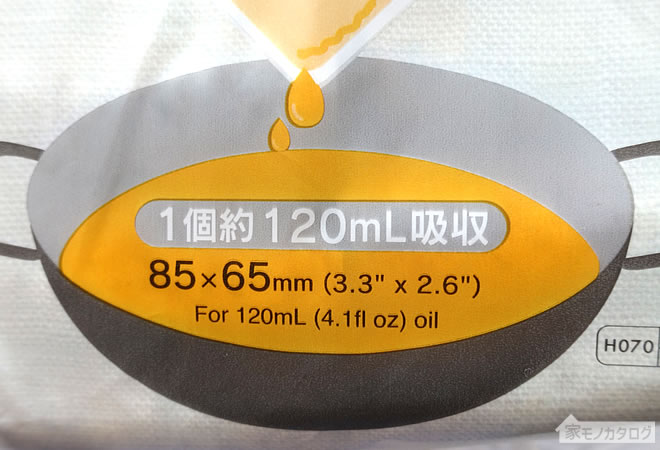 1個約120mL吸収
85×65mm (3.3" x 2.6")
For 120mL (4.1fl oz) oil
H070
家モノカタログ